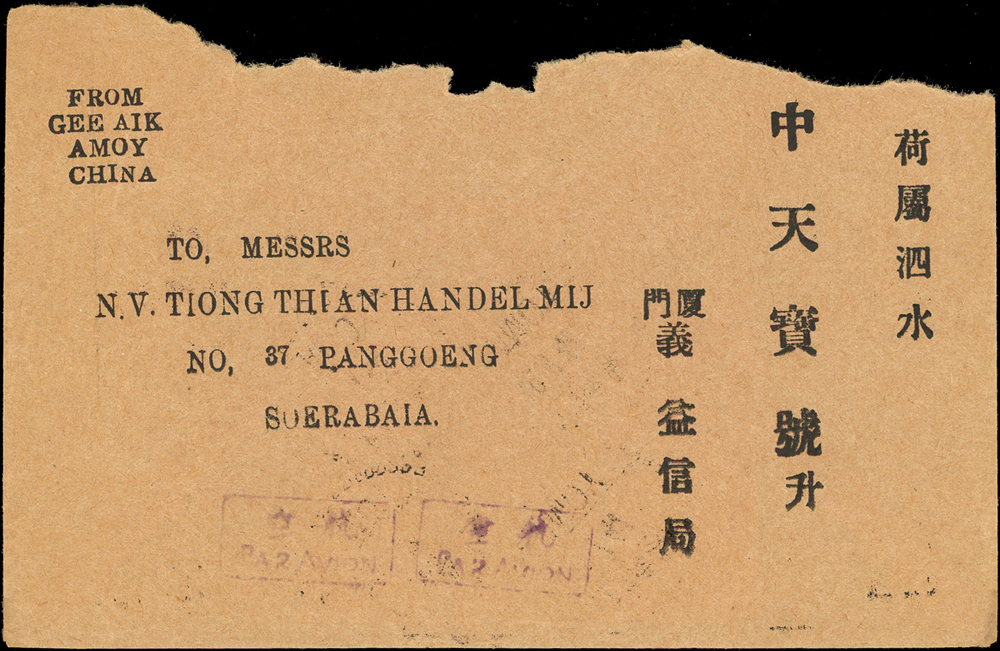 FROM
GEE AIK
AMOY
CHINA
TO, MESSRS
N.V. TIONG THIAN HANDEL MIJ
NO, 37 PANGGOENG
SOERABAIA.
荷屬泗水
中天寶號升
廈門
義益信局
PAR AVION
PAR AVION